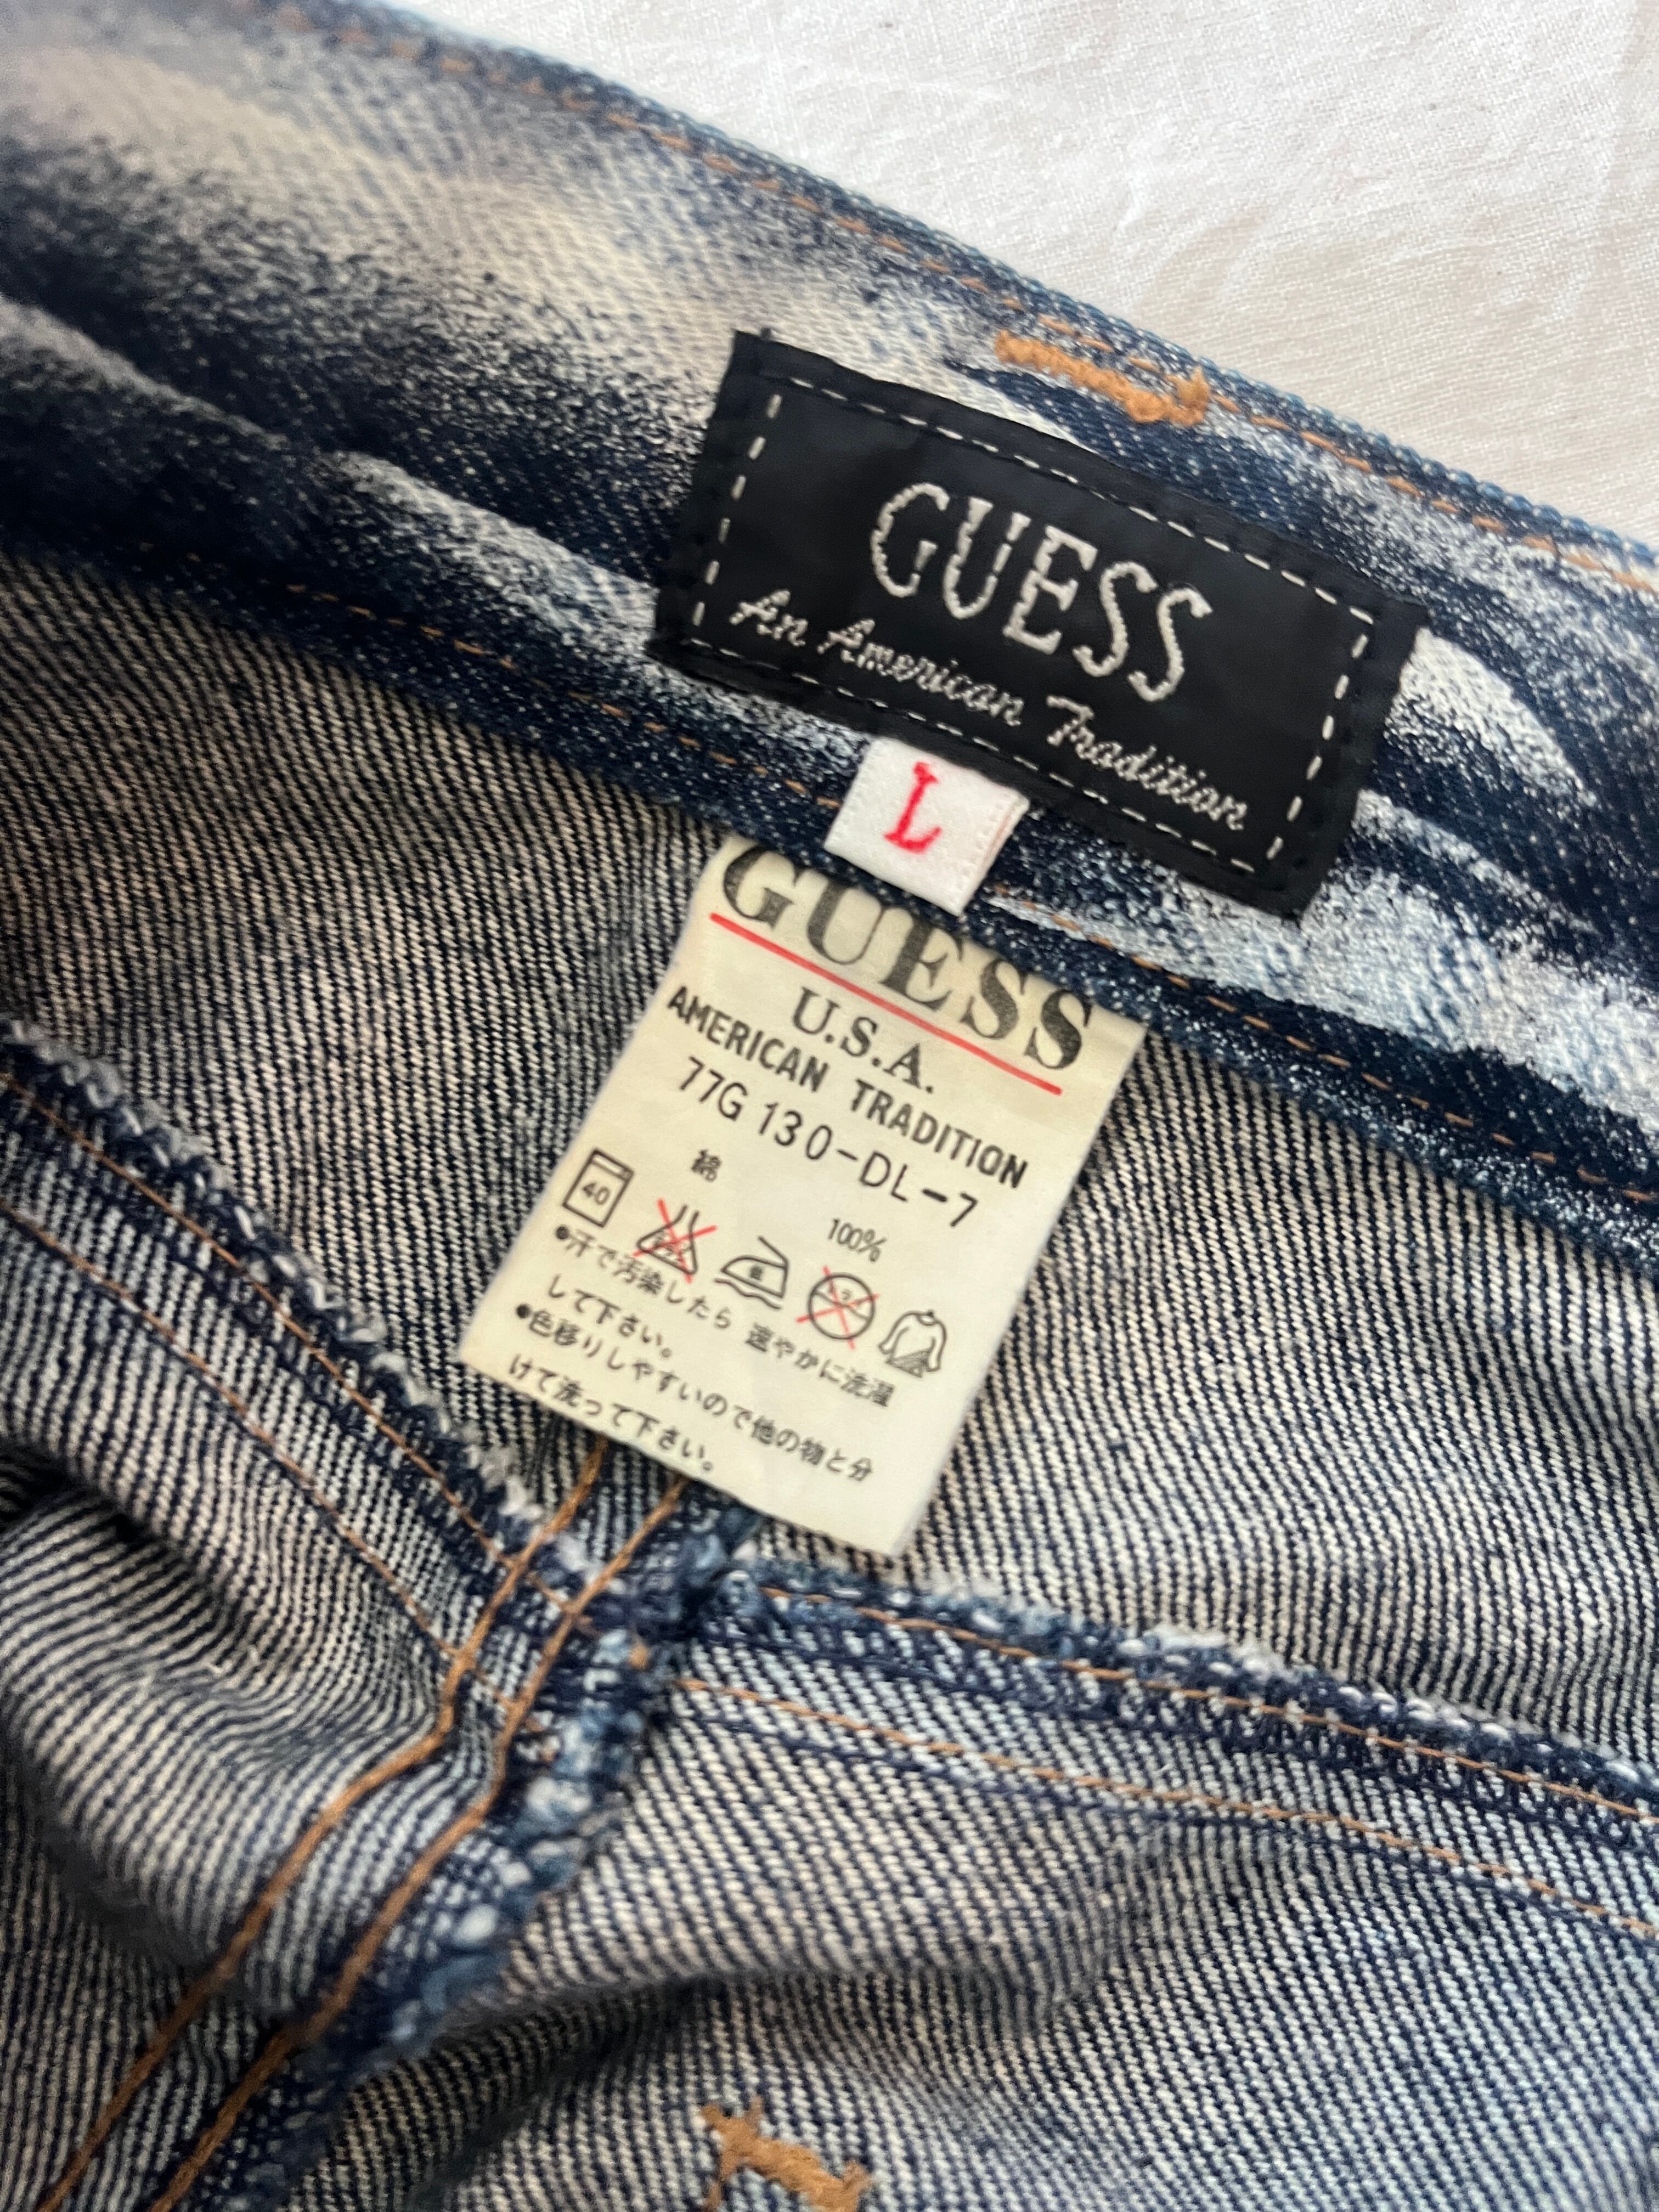 GUESS
An American Tradition
L
GUESS
U.S.A.
AMERICAN TRADITION
77G 130-DL-7
綿 100%
40
●汗で汚染したら 速やかに洗濯
して下さい。
●色移りしやすいので他の物と分
けて洗って下さい。